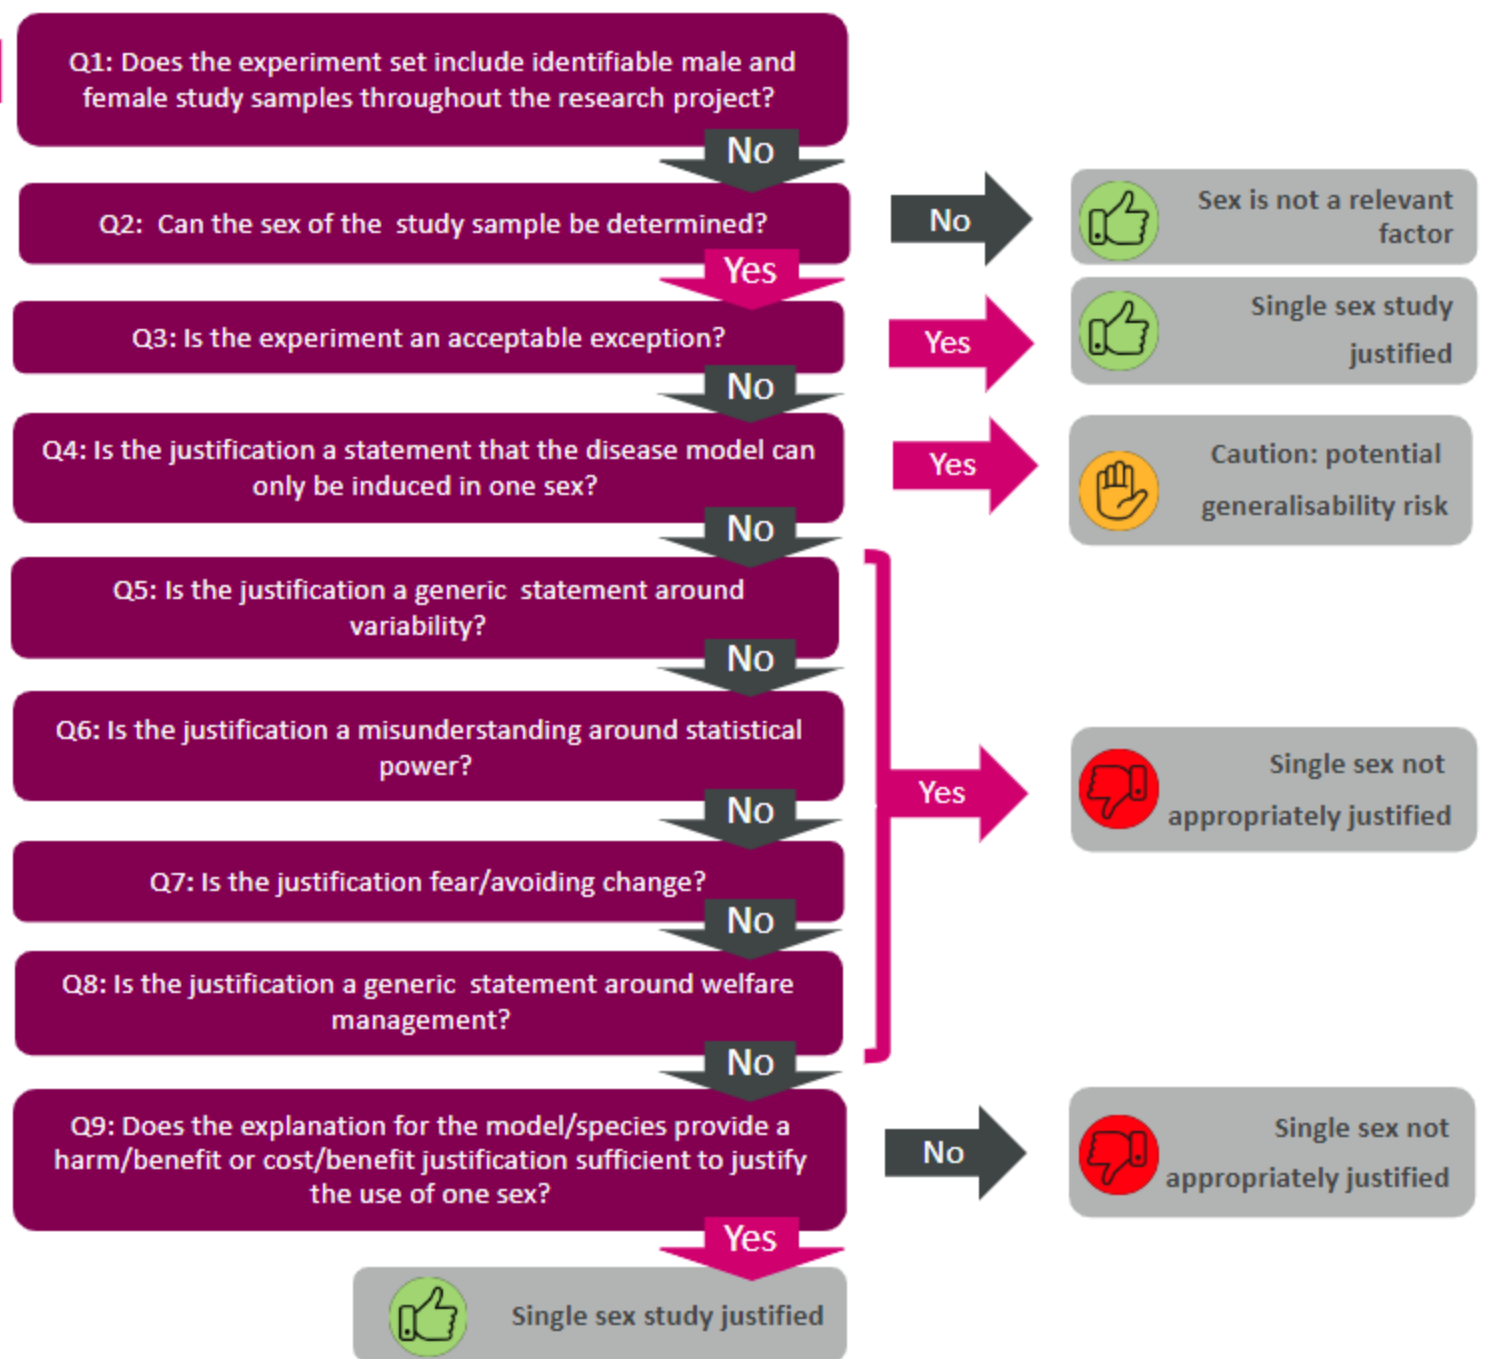 Q1: Does the experiment set include identifiable male and
female study samples throughout the research project?
No
Q2: Can the sex of the study sample be determined?
No
Sex is not a relevant
factor
Yes
Q3: Is the experiment an acceptable exception?
Yes
Single sex study
justified
No
Q4: Is the justification a statement that the disease model can
only be induced in one sex?
Yes
Caution: potential
generalisability risk
No
Q5: Is the justification a generic statement around
variability?
No
Q6: Is the justification a misunderstanding around statistical
power?
No
Q7: Is the justification fear/avoiding change?
No
Q8: Is the justification a generic statement around welfare
management?
Yes
Single sex not
appropriately justified
No
Q9: Does the explanation for the model/species provide a
harm/benefit or cost/benefit justification sufficient to justify
the use of one sex?
No
Single sex not
appropriately justified
Yes
Single sex study justified